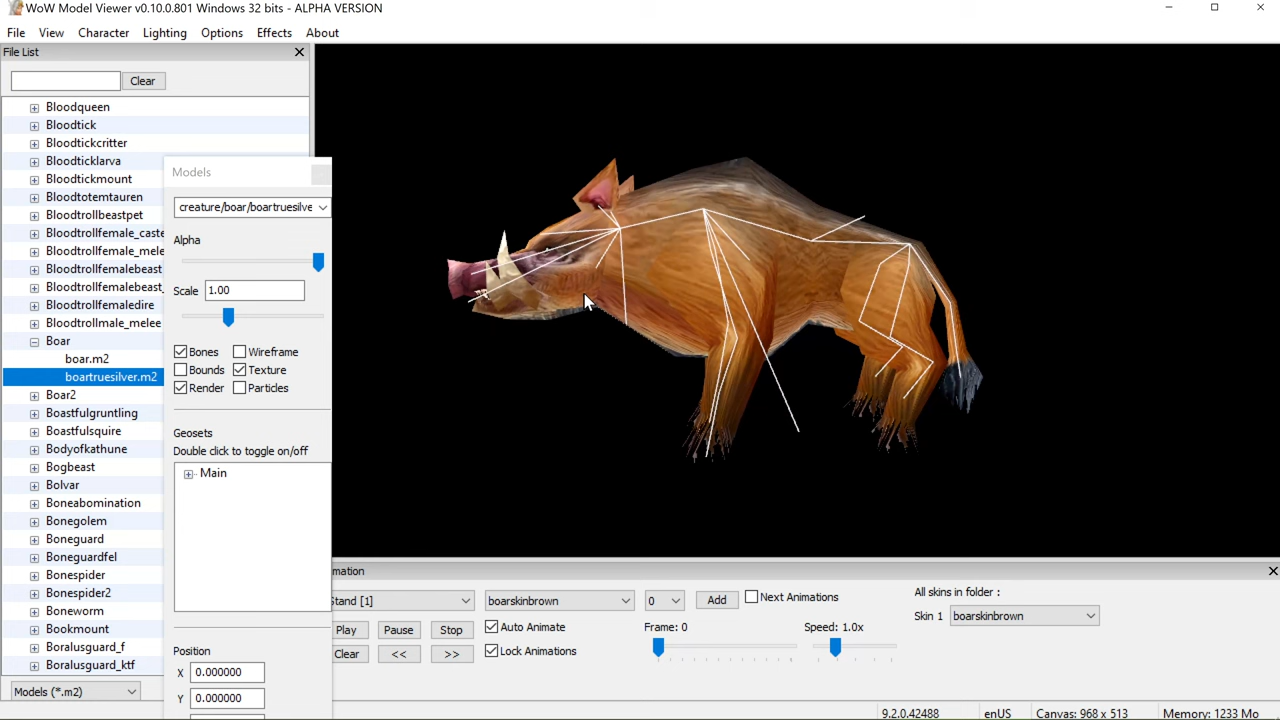 WoW Model Viewer v0.10.0.801 Windows 32 bits - ALPHA VERSION
File View Character Lighting Options Effects About
File List
Clear
Bloodqueen
Bloodtick
Bloodtickcritter
Bloodticklarva
Bloodtickmount
Bloodtotemtauren
Bloodtrollbeastpet
Bloodtrollfemale_caste
Bloodtrollfemale_mele
Bloodtrollfemalebeast
Bloodtrollfemalebeast_
Bloodtrollfemaledire
Bloodtrollmale_melee
Boar
boar.m2
boartruesilver.m2
Boar2
Boastfulgruntling
Boastfulsquire
Bodyofkathune
Bogbeast
Bolvar
Boneabomination
Bonegolem
Boneguard
Boneguardfel
Bonespider
Bonespider2
Boneworm
Bookmount
Boralusguard_f
Boralusguard_ktf
Models (*.m2)
Models
creature/boar/boartruesilve
Alpha
Scale 1.00
Bones Wireframe
Bounds Texture
Render Particles
Geosets
Double click to toggle on/off
Main
Position
X 0.000000
Y 0.000000
mation
Stand [1] boarskinbrown 0 Add Next Animations
Play Pause Stop Auto Animate Frame: 0 Speed: 1.0x
Clear << >> Lock Animations
All skins in folder :
Skin 1 boarskinbrown
9.2.0.42488 enUS Canvas: 968 x 513 Memory: 1233 Mo